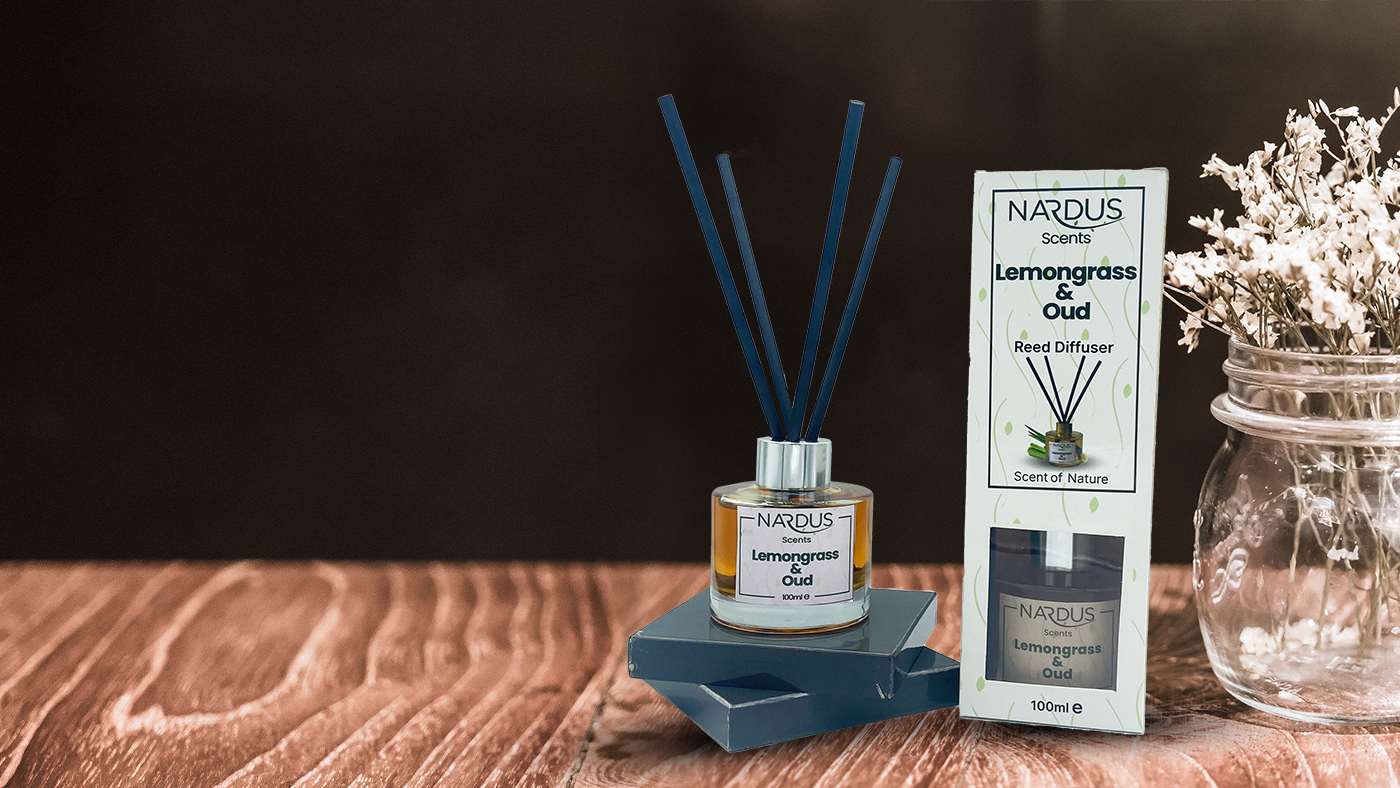 NARDUS
Scents
Lemongrass
&
Oud
100ml e
NARDUS
Scents
Lemongrass
&
Oud
Reed Diffuser
NARDUS
Scent of Nature
NARDUS
Scents
Lemongrass
&
Oud
100ml e